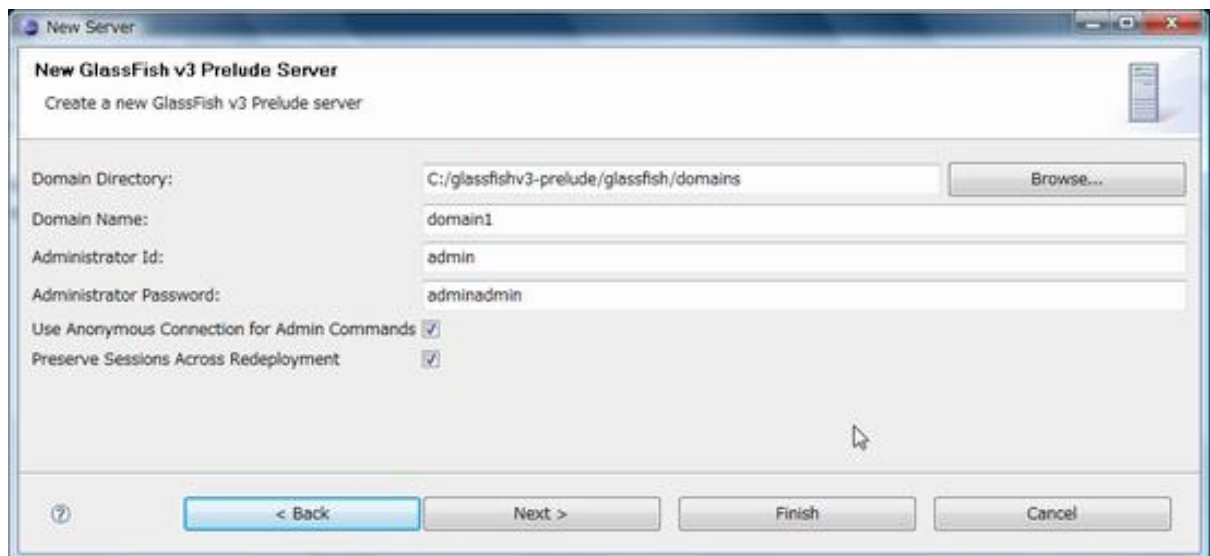 New Server
New GlassFish v3 Prelude Server
Create a new GlassFish v3 Prelude server
Domain Directory: C:/glassfishv3-prelude/glassfish/domains Browse...
Domain Name: domain1
Administrator Id: admin
Administrator Password: adminadmin
Use Anonymous Connection for Admin Commands
Preserve Sessions Across Redeployment
? < Back Next > Finish Cancel